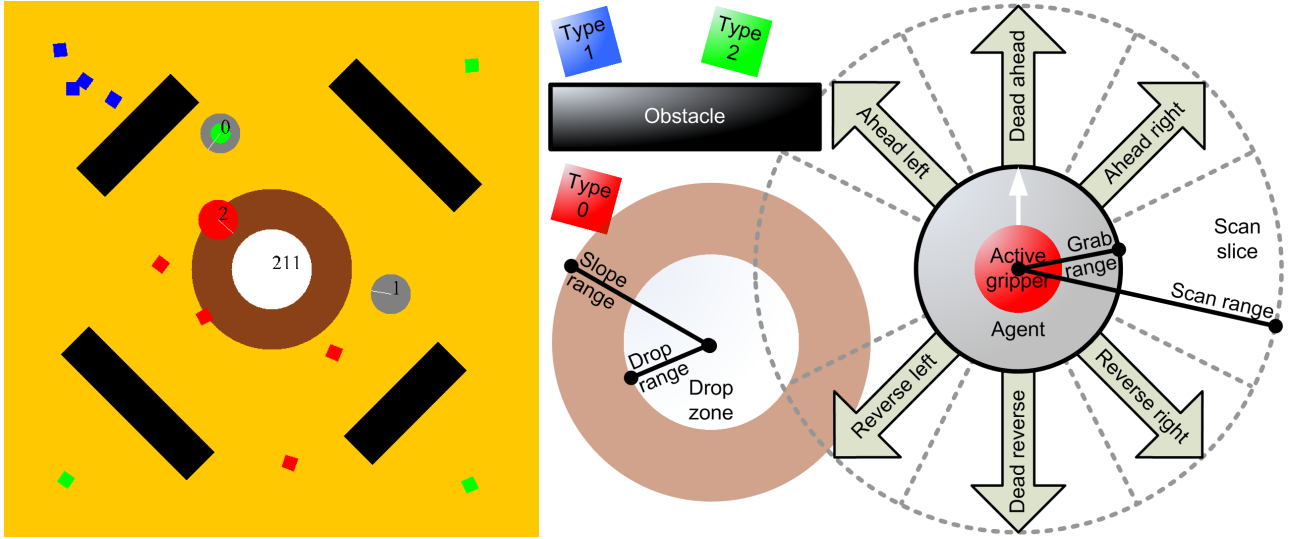 0
2
211
1
Type
1
Type
2
Obstacle
Type
0
Slope
range
Drop
range
Drop
zone
Dead ahead
Ahead left
Ahead right
Scan
slice
Grab
range
Active
gripper
Scan range
Agent
Reverse left
Dead reverse
Reverse right